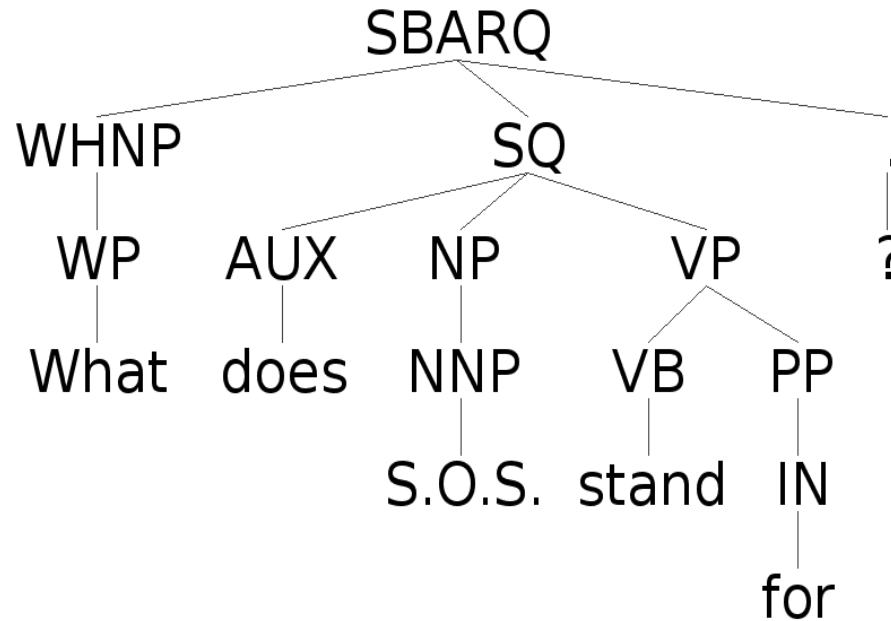 SBARQ
WHNP SQ .
WP AUX NP VP ?
What does NNP VB PP
S.O.S. stand IN
for